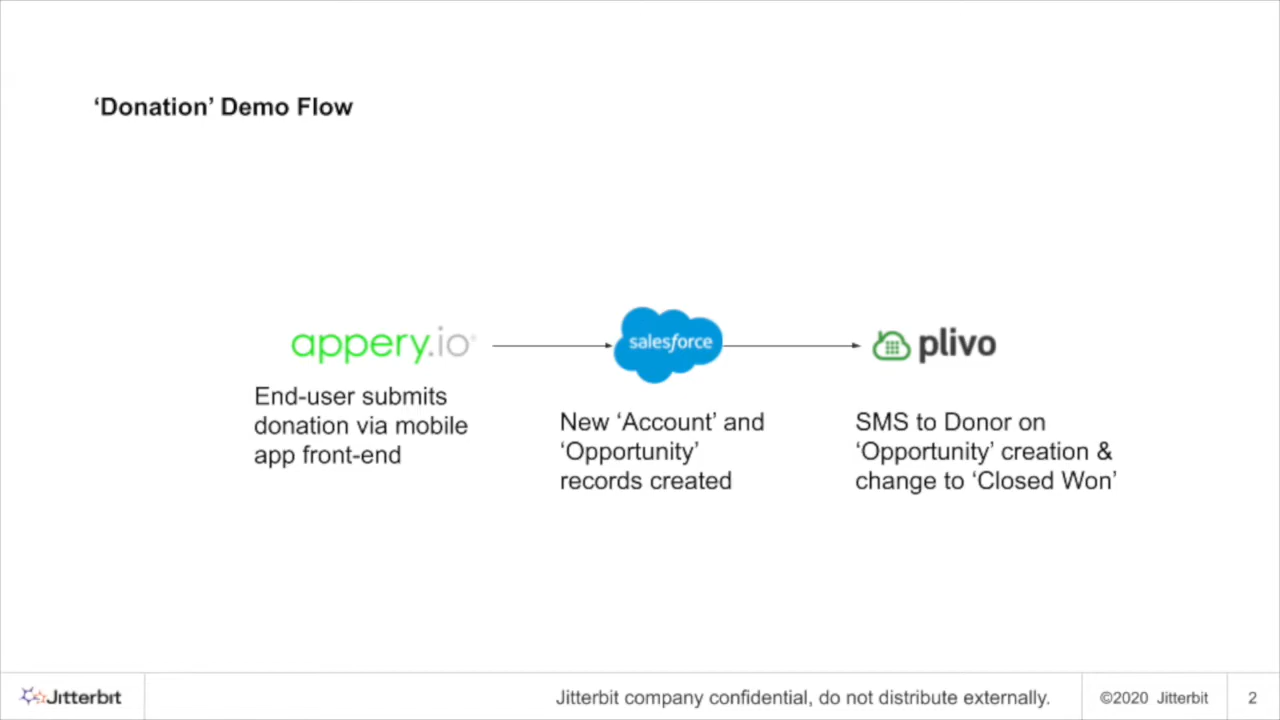 ‘Donation’ Demo Flow
appery.io
salesforce
plivo
End-user submits
donation via mobile
app front-end
New ‘Account’ and
‘Opportunity’
records created
SMS to Donor on
‘Opportunity’ creation &
change to ‘Closed Won’
Jitterbit
Jitterbit company confidential, do not distribute externally.
©2020 Jitterbit
2